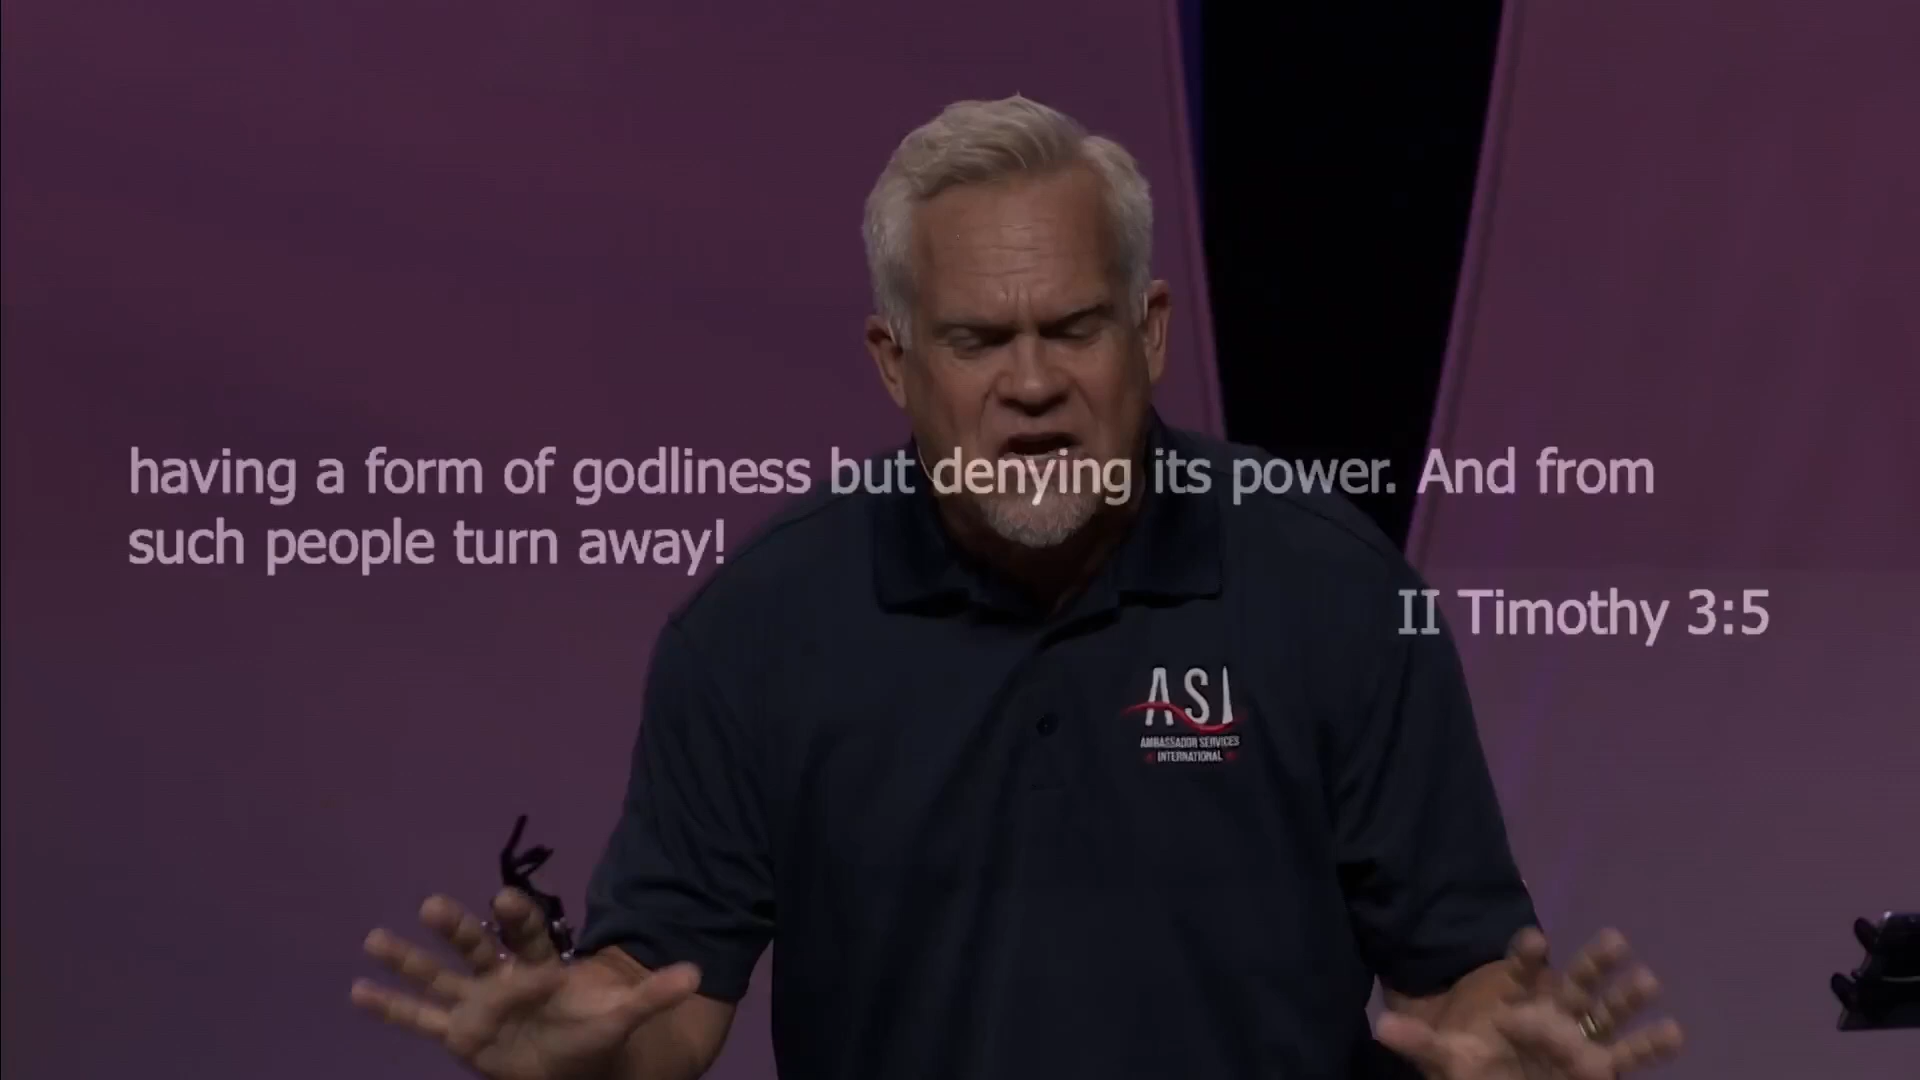 having a form of godliness but denying its power. And from
such people turn away!
II Timothy 3:5
ASI
AMBASSADOR SERVICES
INTERNATIONAL